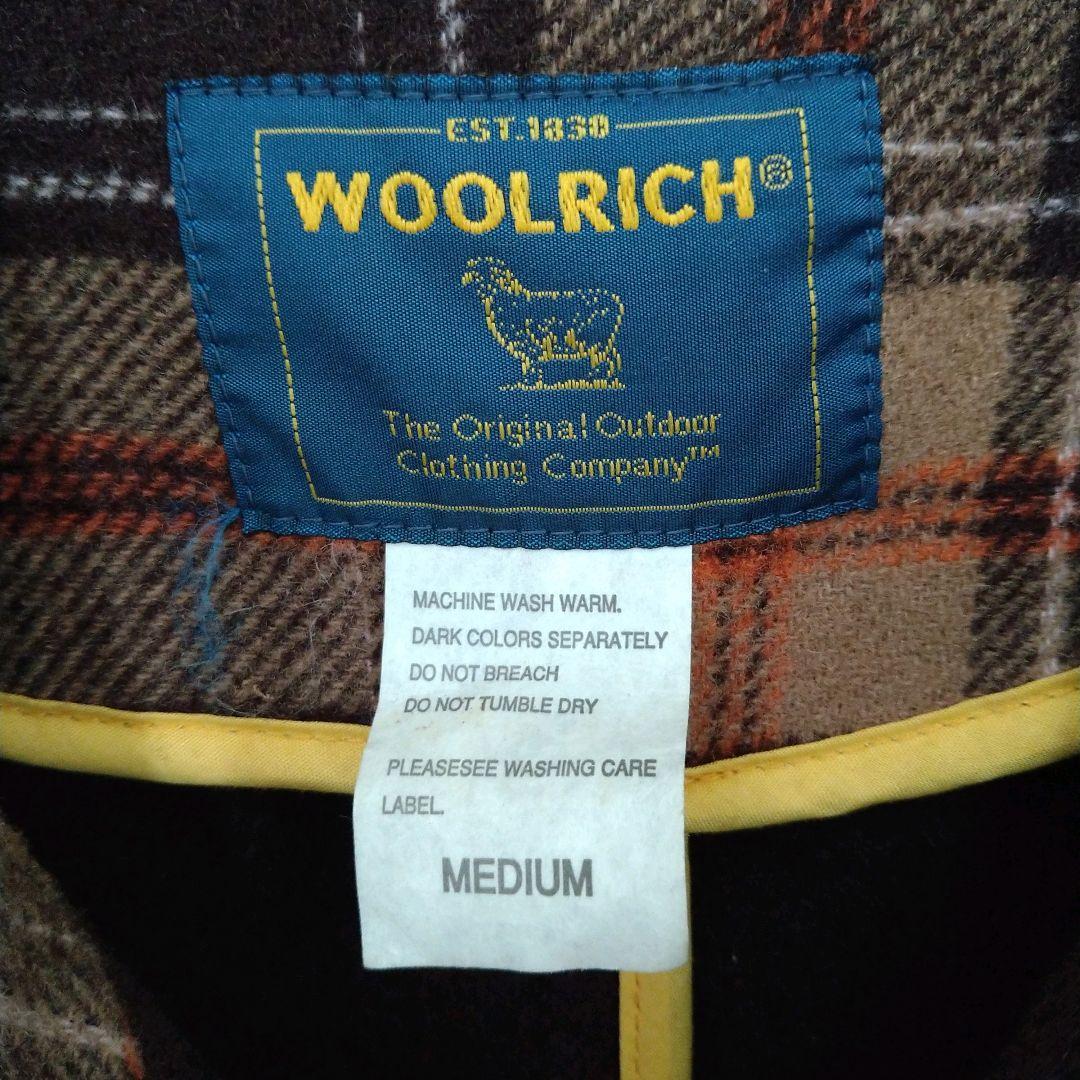 EST.1830
WOOLRICH®
The Original Outdoor
Clothing Company™
MACHINE WASH WARM.
DARK COLORS SEPARATELY
DO NOT BREACH
DO NOT TUMBLE DRY
PLEASESEE WASHING CARE
LABEL.
MEDIUM